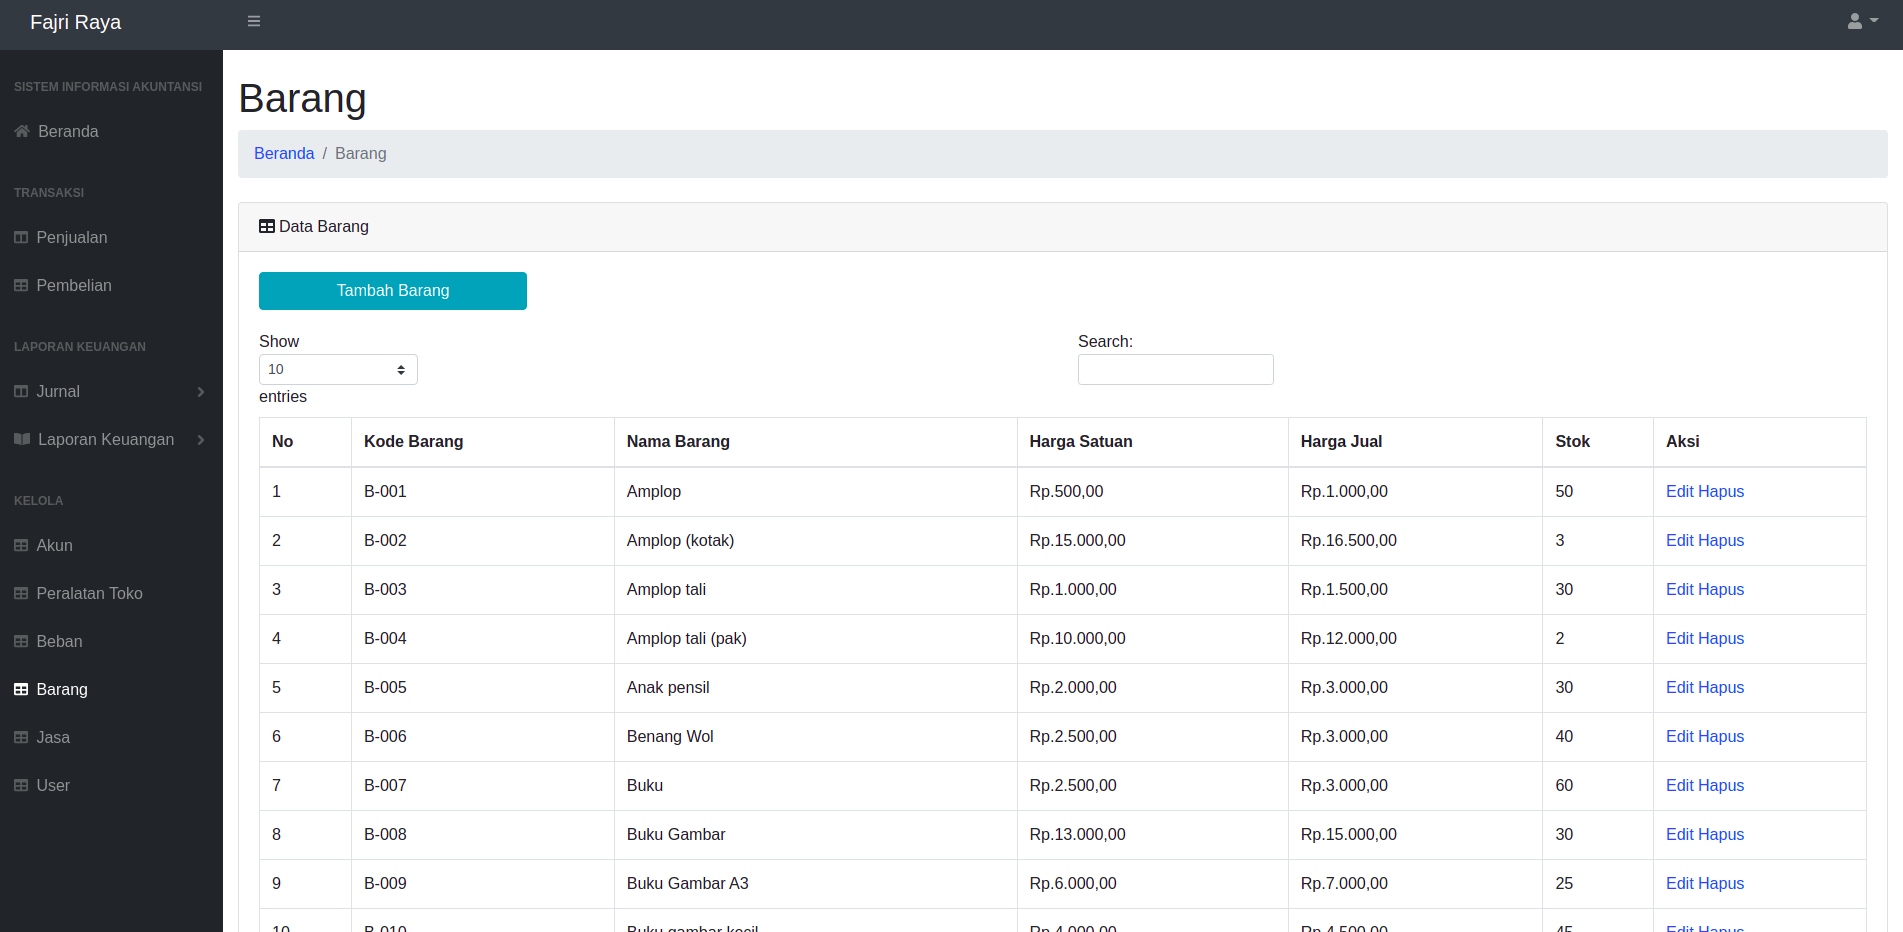 Fajri Raya
SISTEM INFORMASI AKUNTANSI
Beranda
TRANSAKSI
Penjualan
Pembelian
LAPORAN KEUANGAN
Jurnal
Laporan Keuangan
KELOLA
Akun
Peralatan Toko
Beban
Barang
Jasa
User
Barang
Beranda / Barang
Data Barang
Tambah Barang
Show
10
entries
Search:
No Kode Barang Nama Barang Harga Satuan Harga Jual Stok Aksi
1 B-001 Amplop Rp.500,00 Rp.1.000,00 50 Edit Hapus
2 B-002 Amplop (kotak) Rp.15.000,00 Rp.16.500,00 3 Edit Hapus
3 B-003 Amplop tali Rp.1.000,00 Rp.1.500,00 30 Edit Hapus
4 B-004 Amplop tali (pak) Rp.10.000,00 Rp.12.000,00 2 Edit Hapus
5 B-005 Anak pensil Rp.2.000,00 Rp.3.000,00 30 Edit Hapus
6 B-006 Benang Wol Rp.2.500,00 Rp.3.000,00 40 Edit Hapus
7 B-007 Buku Rp.2.500,00 Rp.3.000,00 60 Edit Hapus
8 B-008 Buku Gambar Rp.13.000,00 Rp.15.000,00 30 Edit Hapus
9 B-009 Buku Gambar A3 Rp.6.000,00 Rp.7.000,00 25 Edit Hapus
10 B-010 Buku gambar kecil Rp.4.000,00 Rp.4.500,00 45 Edit Hapus